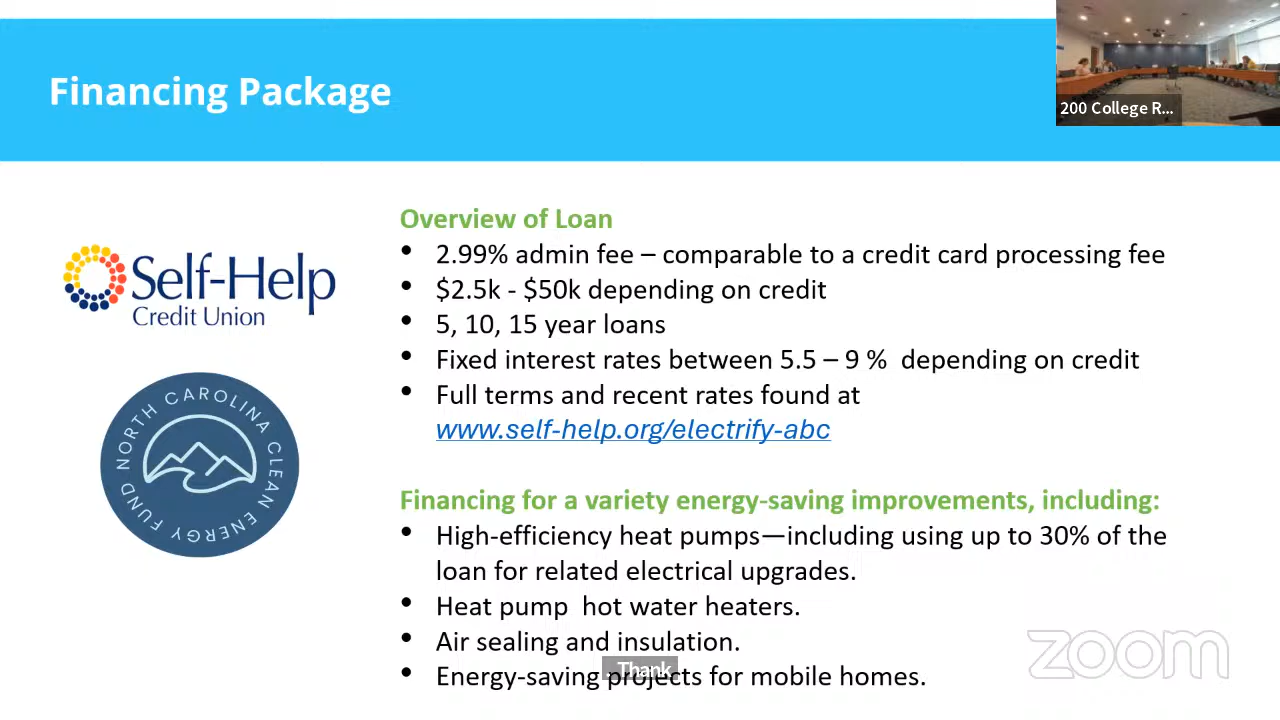 Financing Package
200 College R...
Self-Help
Credit Union
NORTH CAROLINA CLEAN ENERGY FUND
Overview of Loan
• 2.99% admin fee – comparable to a credit card processing fee
• $2.5k - $50k depending on credit
• 5, 10, 15 year loans
• Fixed interest rates between 5.5 – 9 %  depending on credit
• Full terms and recent rates found at
www.self-help.org/electrify-abc
Financing for a variety energy-saving improvements, including:
• High-efficiency heat pumps—including using up to 30% of the
loan for related electrical upgrades.
• Heat pump  hot water heaters.
• Air sealing and insulation.
• Energy-saving projects for mobile homes.
Thank
zoom